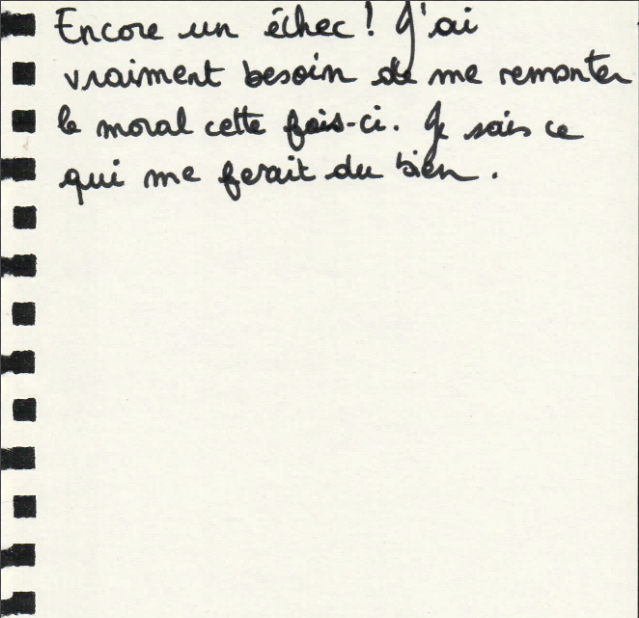 Encore un échec ! J'ai
vraiment besoin de me remonter
le moral cette fois-ci. Je sais ce
qui me ferait du bien.